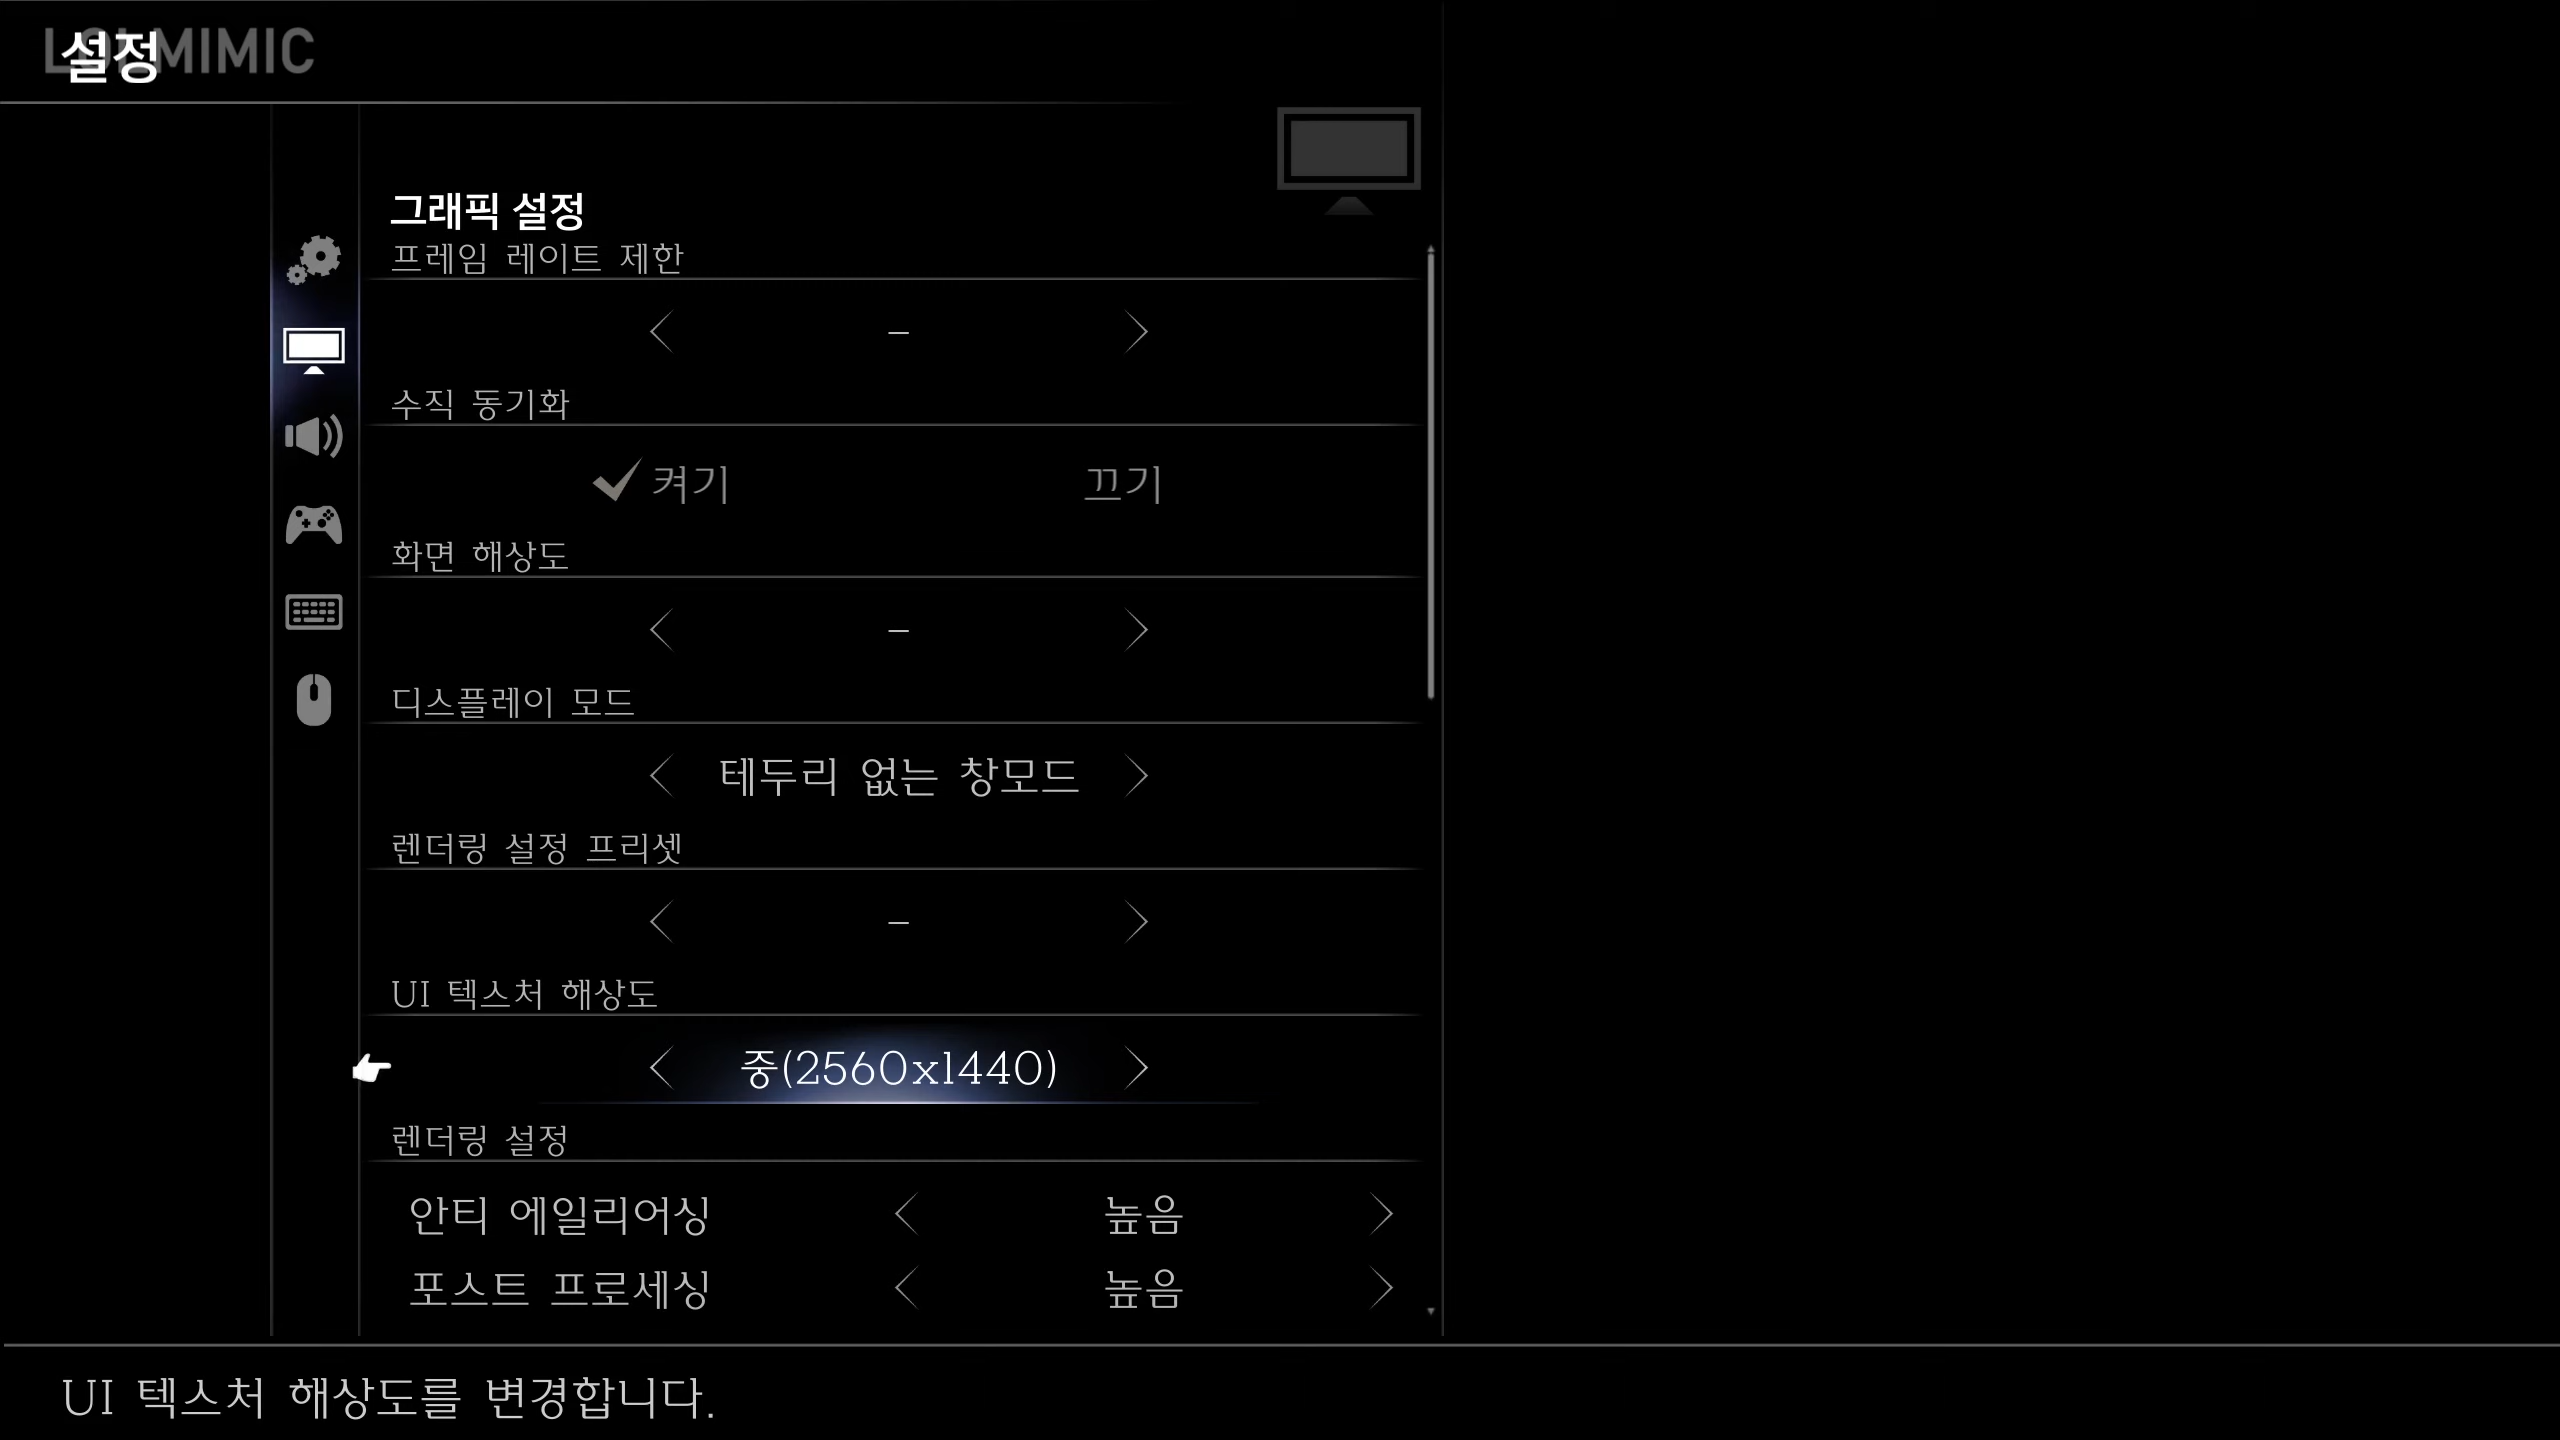 설정
MIMIC
그래픽 설정
프레임 레이트 제한
–
수직 동기화
켜기 끄기
화면 해상도
–
디스플레이 모드
테두리 없는 창모드
렌더링 설정 프리셋
–
UI 텍스처 해상도
중(2560x1440)
렌더링 설정
안티 에일리어싱 높음
포스트 프로세싱 높음
UI 텍스처 해상도를 변경합니다.